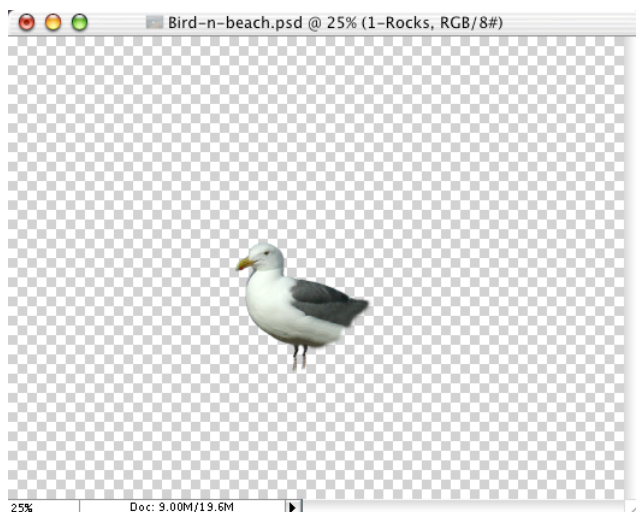 Bird-n-beach.psd @ 25% (1-Rocks, RGB/8#)
25% Doc: 9.00M/19.6M